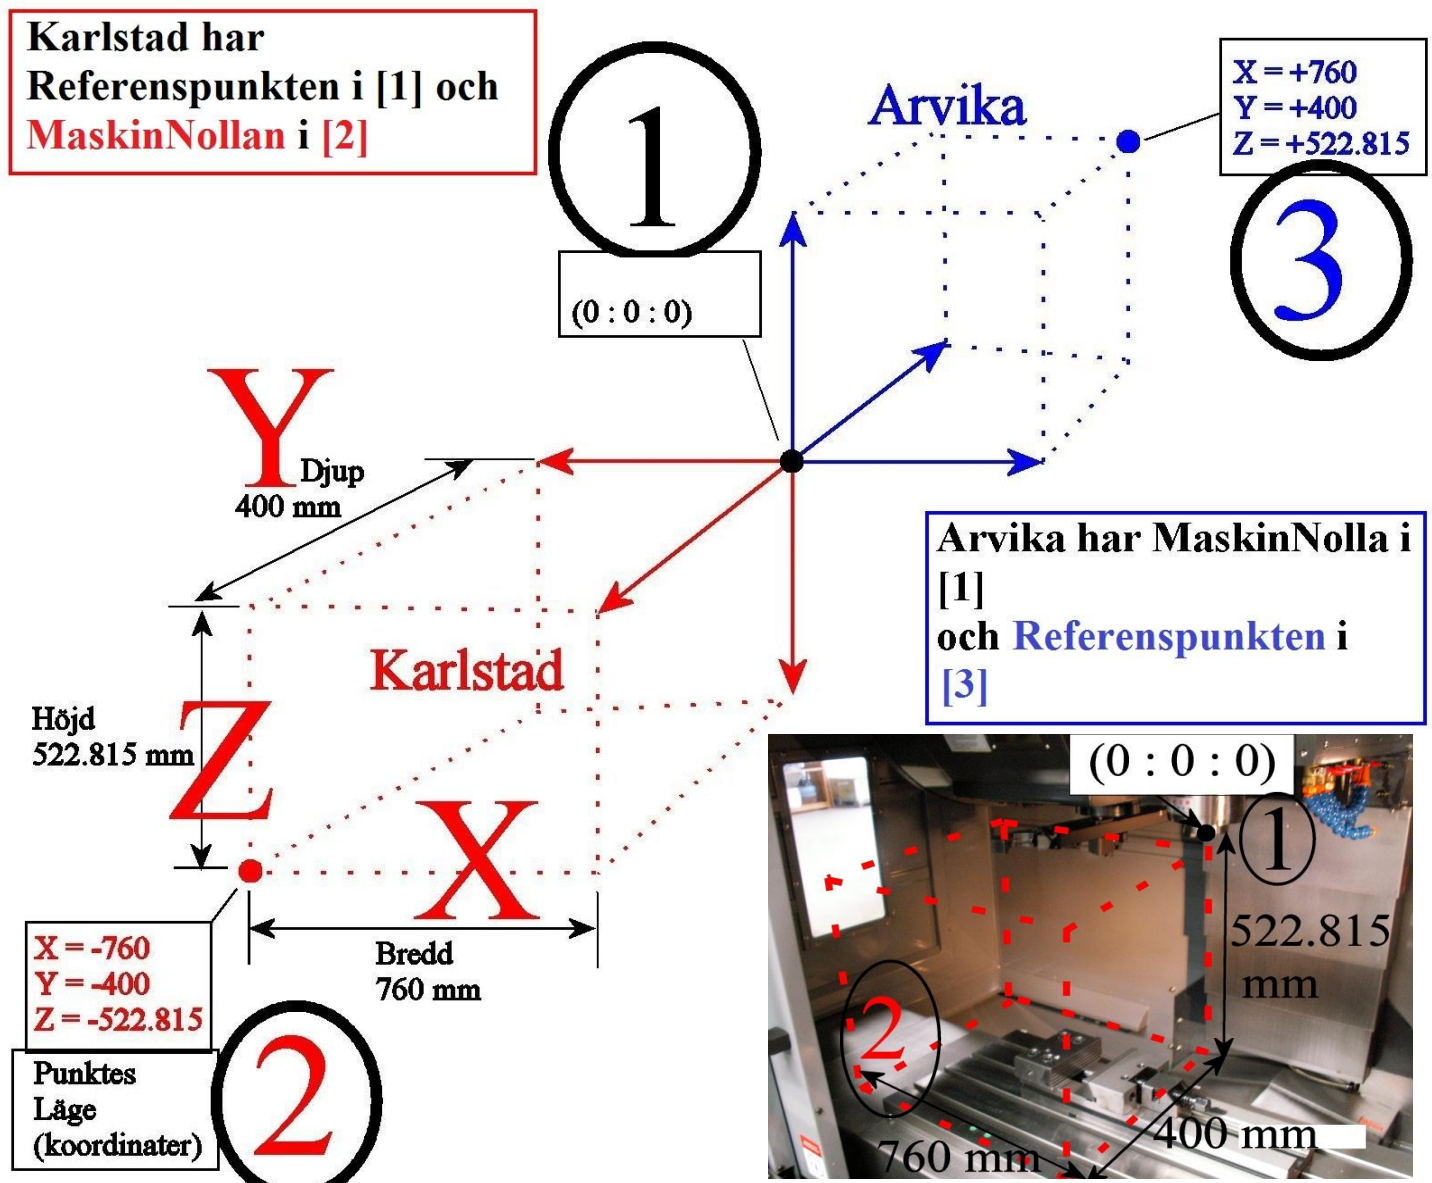 Karlstad har
Referenspunkten i [1] och
MaskinNollan i [2]
1
(0 : 0 : 0)
Arvika
X = +760
Y = +400
Z = +522.815
3
Y
Djup
400 mm
Karlstad
Arvika har MaskinNolla i
[1]
och Referenspunkten i
[3]
Z
Höjd
522.815 mm
X
Bredd
760 mm
X = -760
Y = -400
Z = -522.815
Punktes
Läge
(koordinater)
2
(0 : 0 : 0)
1
522.815
mm
2
760 mm
400 mm